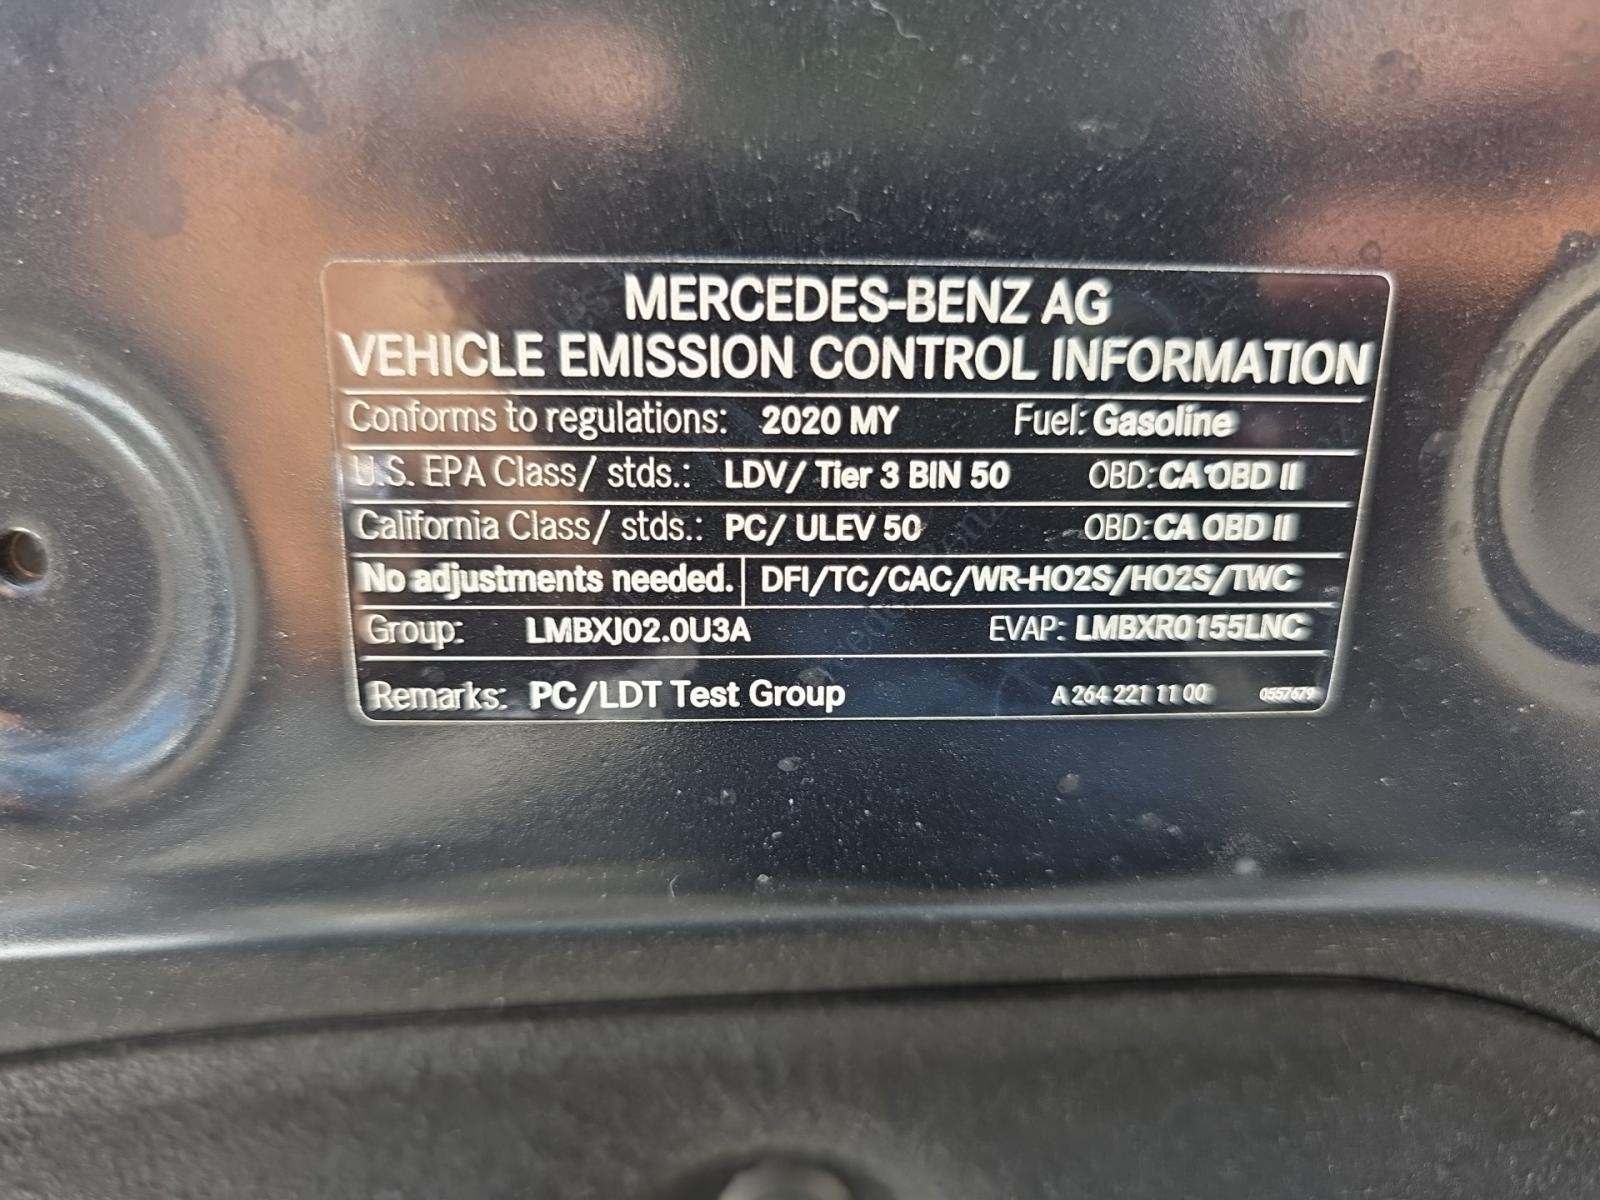 MERCEDES-BENZ AG
VEHICLE EMISSION CONTROL INFORMATION
Conforms to regulations: 2020 MY Fuel: Gasoline
U.S. EPA Class/ stds.: LDV/ Tier 3 BIN 50 OBD: CA OBD II
California Class/ stds.: PC/ ULEV 50 OBD: CA OBD II
No adjustments needed. DFI/TC/CAC/WR-HO2S/HO2S/TWC
Group: LMBXJ02.0U3A EVAP: LMBXR0155LNC
Remarks: PC/LDT Test Group A 264 221 11 00 0557679